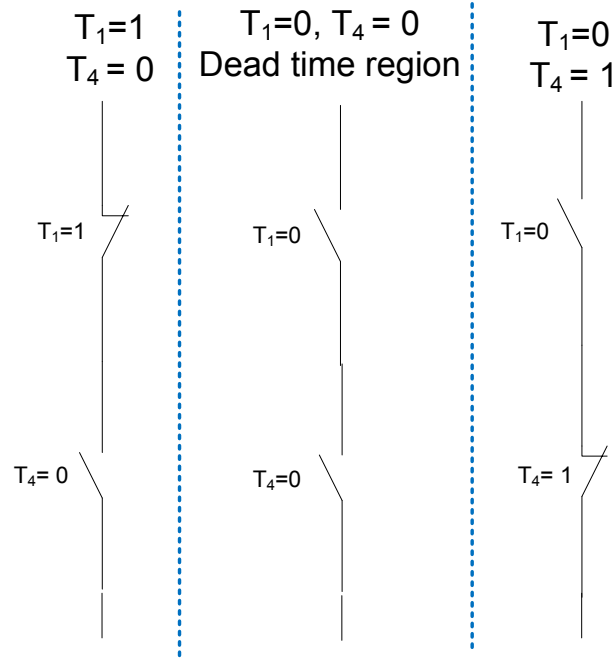 T₁=1
T₄ = 0
T₁=0, T₄ = 0
Dead time region
T₁=0
T₄ = 1
T₁=1
T₁=0
T₁=0
T₄= 0
T₄=0
T₄= 1